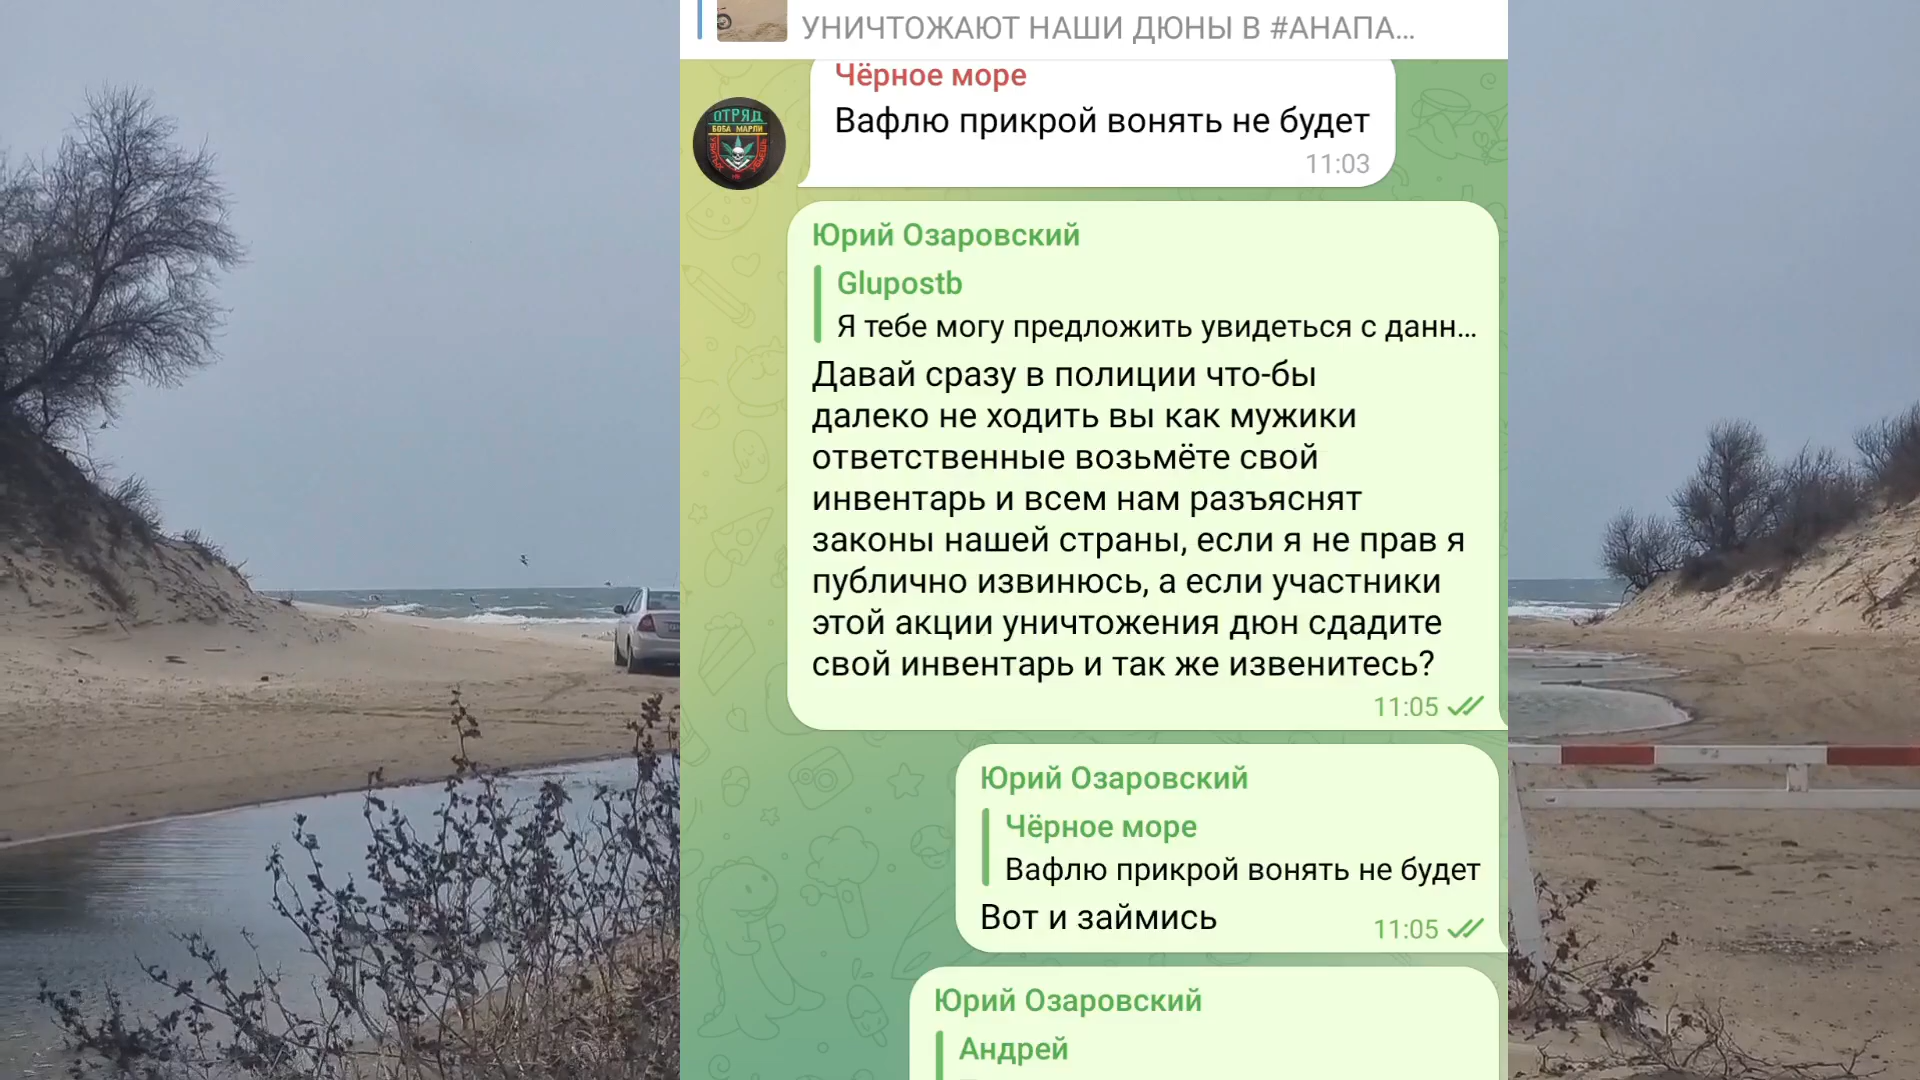 УНИЧТОЖАЮТ НАШИ ДЮНЫ В #АНАПА...
Чёрное море
Вафлю прикрой вонять не будет
11:03
ОТРЯД
БОБА МАРЛИ
Юрий Озаровский
Glupostb
Я тебе могу предложить увидеться с данн...
Давай сразу в полиции что-бы
далеко не ходить вы как мужики
ответственные возьмёте свой
инвентарь и всем нам разъяснят
законы нашей страны, если я не прав я
публично извинюсь, а если участники
этой акции уничтожения дюн сдадите
свой инвентарь и так же извенитесь?
11:05
Юрий Озаровский
Чёрное море
Вафлю прикрой вонять не будет
Вот и займись
11:05
Юрий Озаровский
Андрей